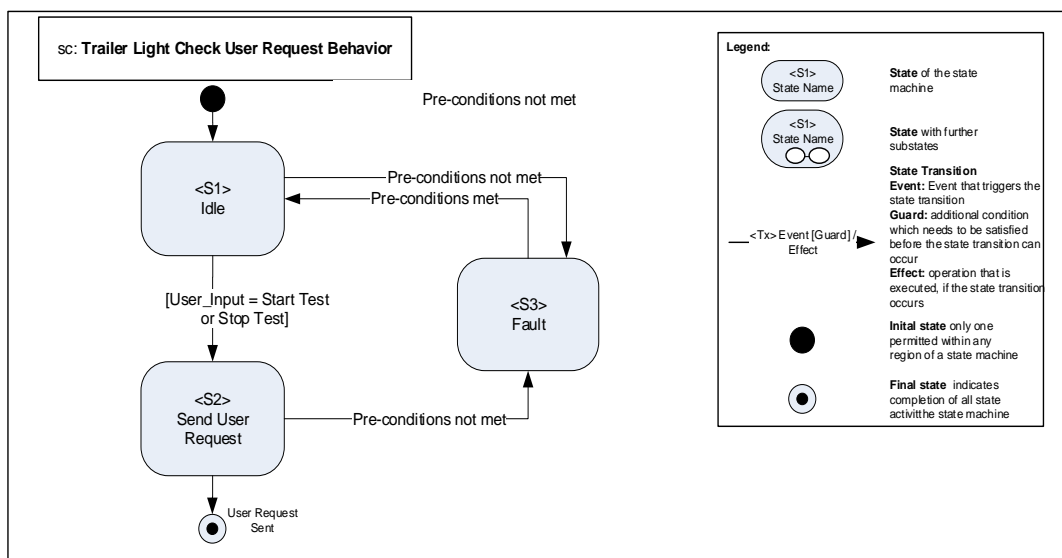 sc: Trailer Light Check User Request Behavior
Pre-conditions not met
<S1>
Idle
Pre-conditions not met
Pre-conditions met
[User_Input = Start Test
or Stop Test]
<S3>
Fault
<S2>
Send User
Request
Pre-conditions not met
User Request
Sent
Legend:
<S1>
State Name
State of the state
machine
<S1>
State Name
State with further
substates
State Transition
Event: Event that triggers the
state transition
Guard: additional condition
which needs to be satisfied
before the state transition can
occur
Effect: operation that is
executed, if the state transition
occurs
<Tx> Event [Guard] /
Effect
Inital state only one
permitted within any
region of a state machine
Final state indicates
completion of all state
activitthe state machine